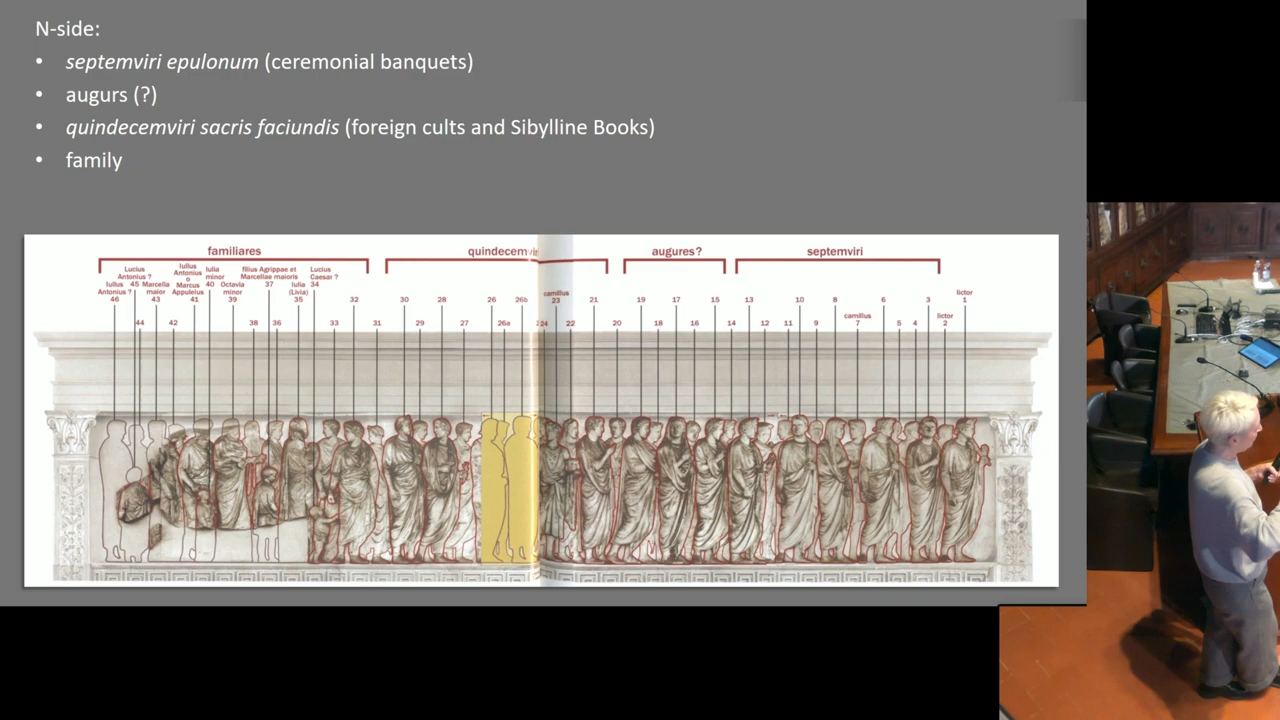 N-side:
• septemviri epulonum (ceremonial banquets)
• augurs (?)
• quindecemviri sacris faciundis (foreign cults and Sibylline Books)
• family
familiares
quindecemvir
augures?
septemviri
Lucius Antonius ?
Iulius Antonius o Marcus Appuleius
Iulia minor
filius Agrippae et Marcellae maioris
Lucius Caesar ?
Iulius Antonius ?
45
Marcella maior
40
Octavia minor
37
Iulia (Livia)
34
camillus
lictor
46
43
41
39
35
32
30
28
26
26b
23
21
19
17
15
13
10
8
6
3
1
camillus
lictor
44
42
38
36
33
31
29
27
26a
24
22
20
18
16
14
12
11
9
7
5
4
2